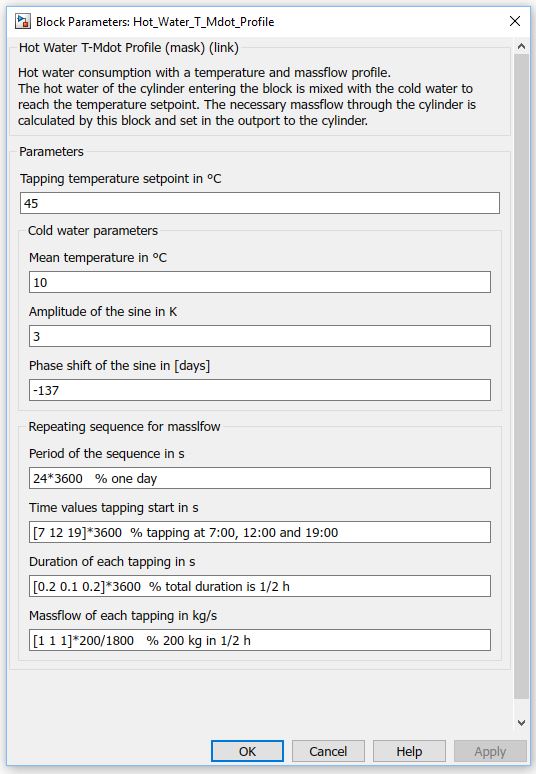 Block Parameters: Hot_Water_T_Mdot_Profile
Hot Water T-Mdot Profile (mask) (link)
Hot water consumption with a temperature and massflow profile.
The hot water of the cylinder entering the block is mixed with the cold water to
reach the temperature setpoint. The necessary massflow through the cylinder is
calculated by this block and set in the outport to the cylinder.
Parameters
Tapping temperature setpoint in °C
45
Cold water parameters
Mean temperature in °C
10
Amplitude of the sine in K
3
Phase shift of the sine in [days]
-137
Repeating sequence for masslfow
Period of the sequence in s
24*3600   % one day
Time values tapping start in s
[7 12 19]*3600  % tapping at 7:00, 12:00 and 19:00
Duration of each tapping in s
[0.2 0.1 0.2]*3600  % total duration is 1/2 h
Massflow of each tapping in kg/s
[1 1 1]*200/1800   % 200 kg in 1/2 h
OK
Cancel
Help
Apply